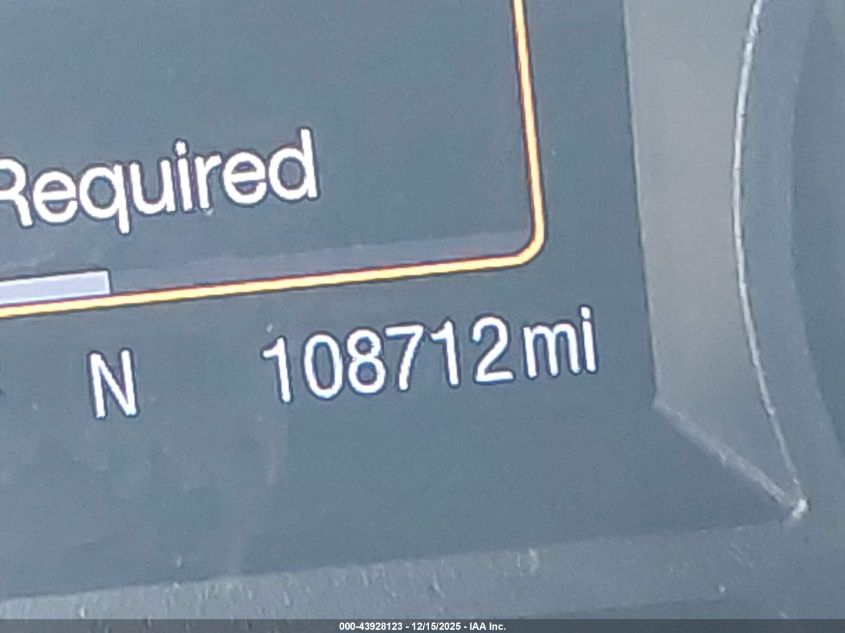 Required
N 108712mi
000-43928123 - 12/15/2025 - IAA Inc.